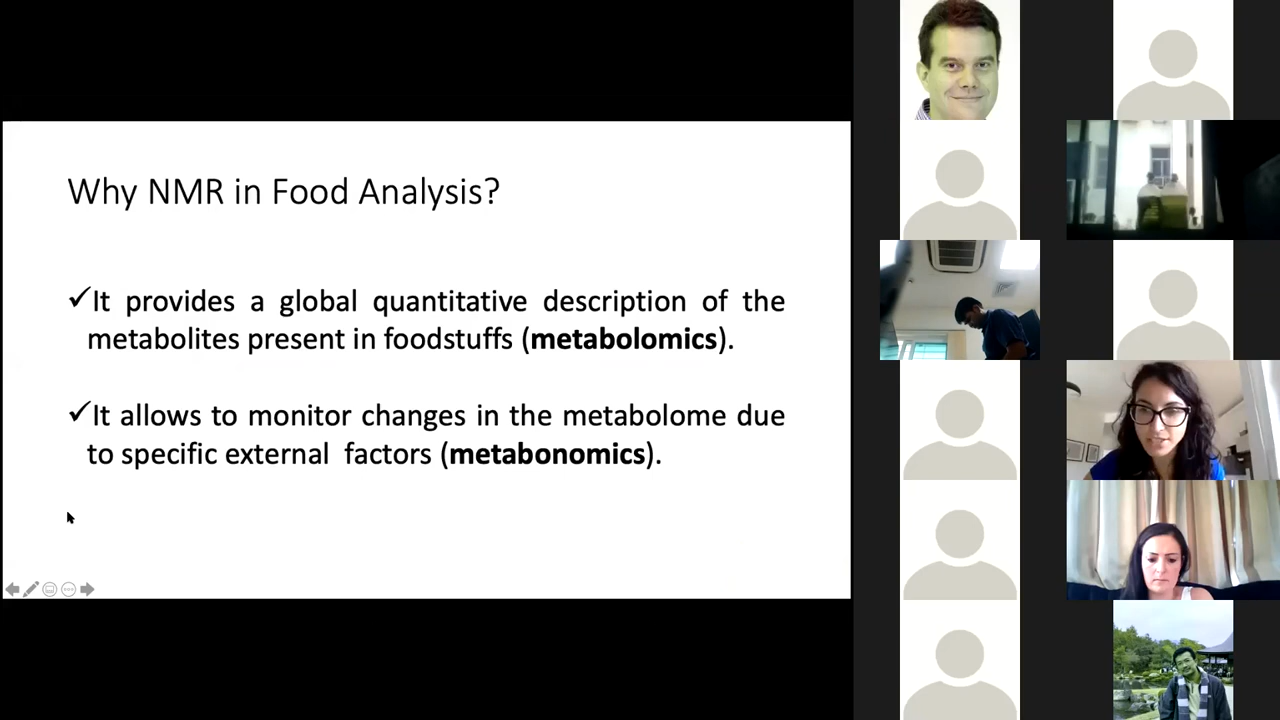 Why NMR in Food Analysis?
✓It provides a global quantitative description of the
metabolites present in foodstuffs (metabolomics).
✓It allows to monitor changes in the metabolome due
to specific external factors (metabonomics).